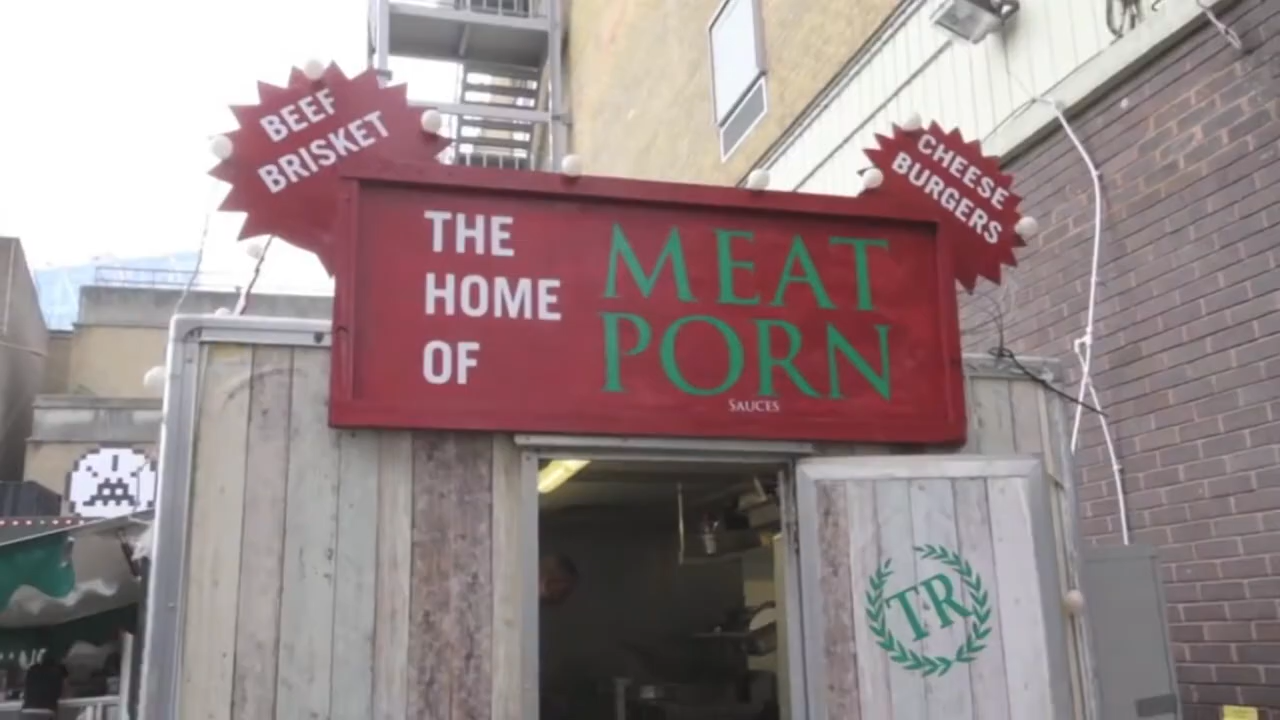 BEEF
BRISKET
CHEESE
BURGERS
THE
HOME
OF
MEAT
PORN
SAUCES
TR